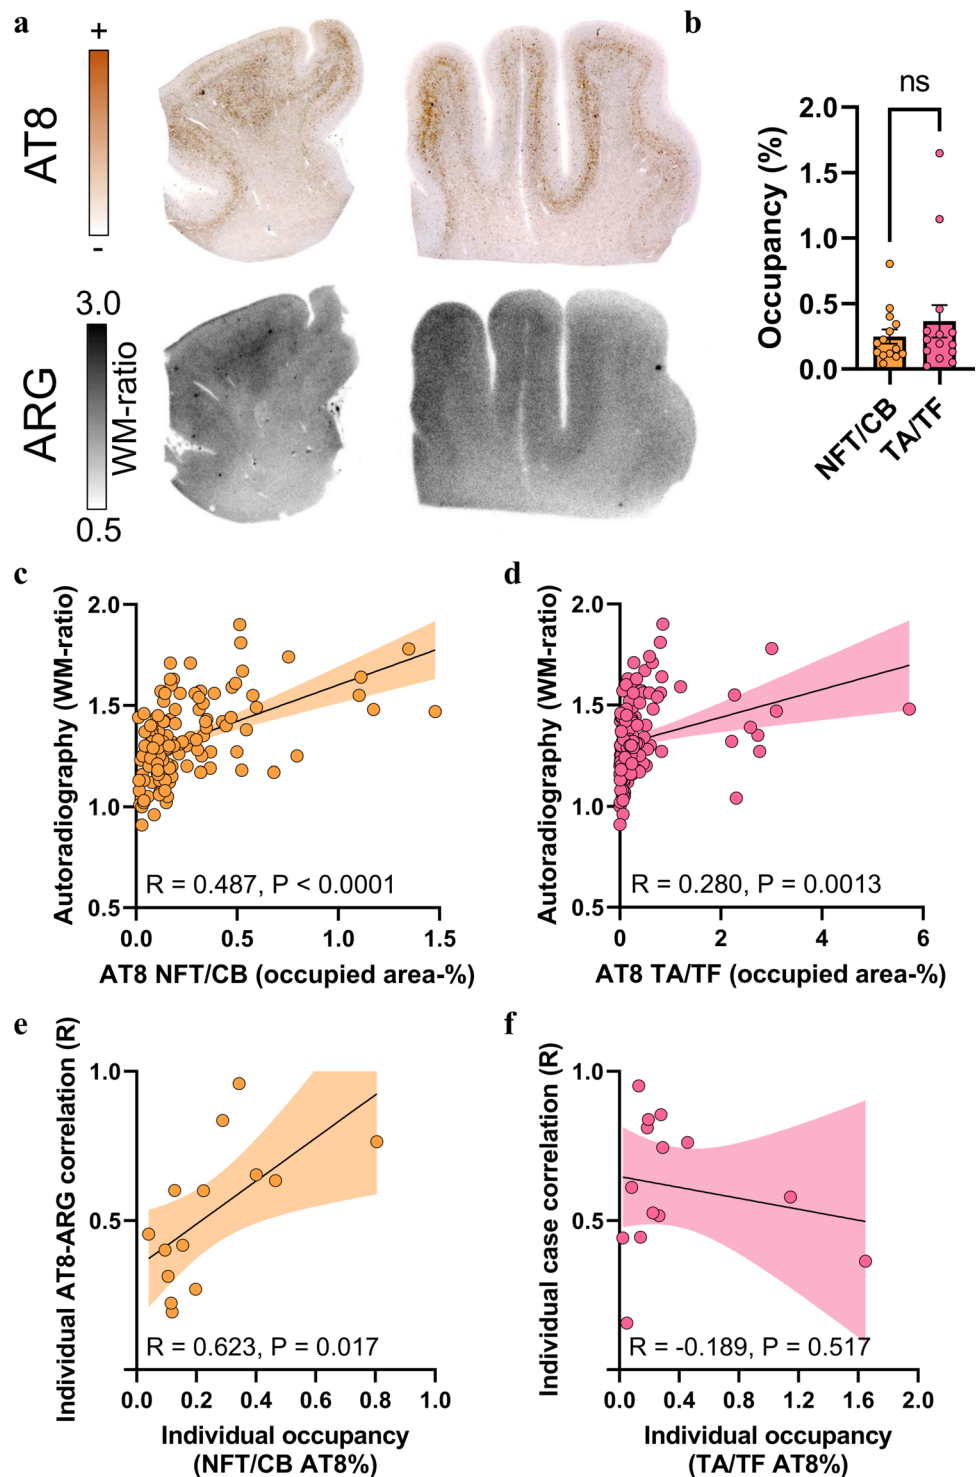 a
+
AT8
-
3.0
ARG
WM-ratio
0.5
b
ns
Occupancy (%)
2.0
1.5
1.0
0.5
0.0
NFT/CB
TA/TF
c
Autoradiography (WM-ratio)
2.0
1.5
1.0
0.5
R = 0.487, P < 0.0001
0.0 0.5 1.0 1.5
AT8 NFT/CB (occupied area-%)
d
Autoradiography (WM-ratio)
2.0
1.5
1.0
0.5
R = 0.280, P = 0.0013
0 2 4 6
AT8 TA/TF (occupied area-%)
e
Individual AT8-ARG correlation (R)
1.0
0.5
R = 0.623, P = 0.017
0.0 0.2 0.4 0.6 0.8 1.0
Individual occupancy
(NFT/CB AT8%)
f
Individual case correlation (R)
1.0
0.5
R = -0.189, P = 0.517
0.0 0.4 0.8 1.2 1.6 2.0
Individual occupancy
(TA/TF AT8%)